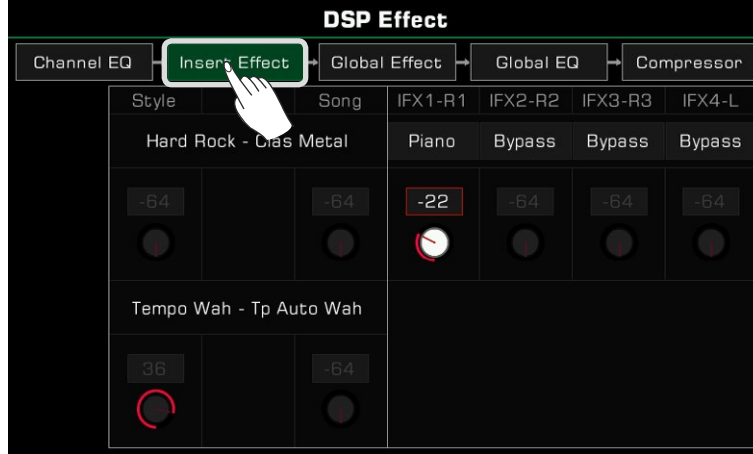 DSP Effect
Channel EQ Insert Effect Global Effect Global EQ Compressor
Style Song IFX1-R1 IFX2-R2 IFX3-R3 IFX4-L
Hard Rock - Clas Metal Piano Bypass Bypass Bypass
-64 -64 -22 -64 -64 -64
Tempo Wah - Tp Auto Wah
36 -64